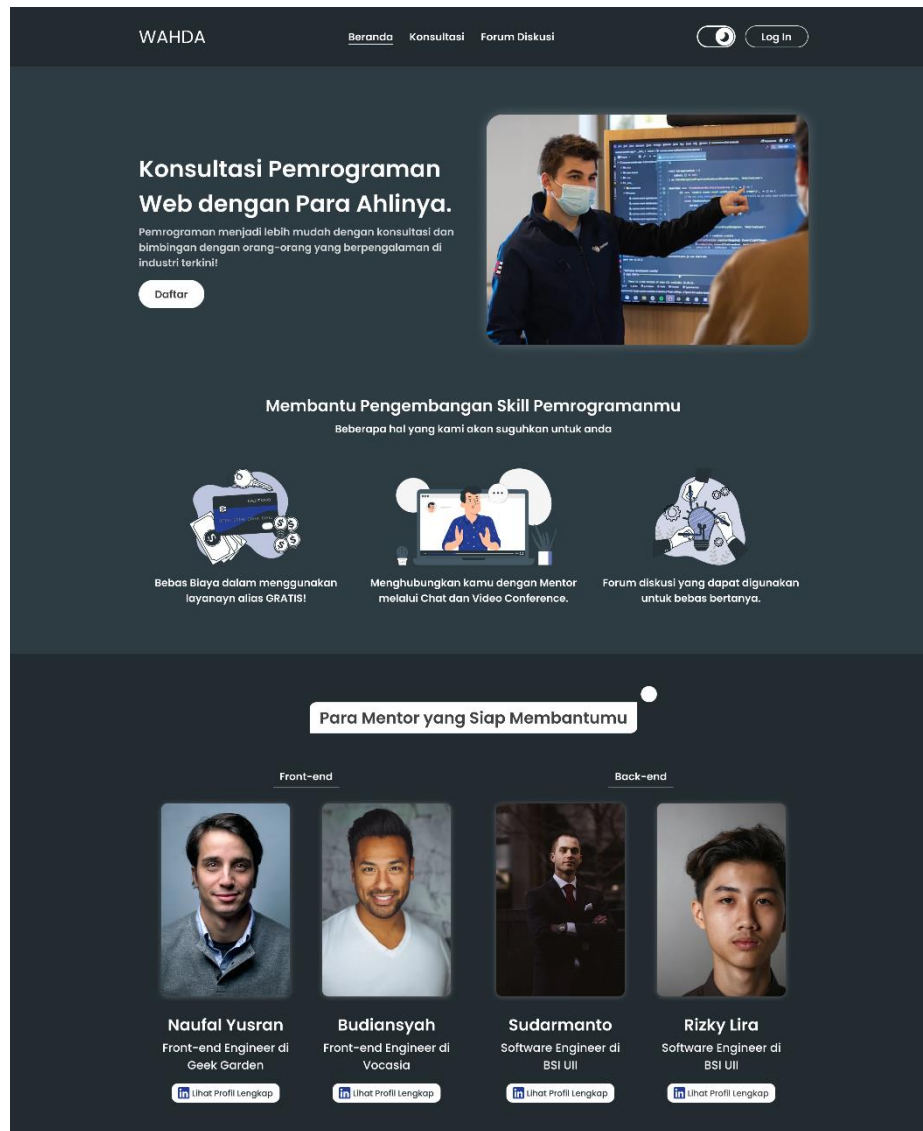 WAHDA
Beranda Konsultasi Forum Diskusi
Log In
Konsultasi Pemrograman
Web dengan Para Ahlinya.
Pemrograman menjadi lebih mudah dengan konsultasi dan
bimbingan dengan orang-orang yang berpengalaman di
industri terkini!
Daftar
Membantu Pengembangan Skill Pemrogramanmu
Beberapa hal yang kami akan suguhkan untuk anda
Bebas Biaya dalam menggunakan
layanayn alias GRATIS!
Menghubungkan kamu dengan Mentor
melalui Chat dan Video Conference.
Forum diskusi yang dapat digunakan
untuk bebas bertanya.
Para Mentor yang Siap Membantumu
Front-end
Back-end
Naufal Yusran
Front-end Engineer di
Geek Garden
in Lihat Profil Lengkap
Budiansyah
Front-end Engineer di
Vocasia
in Lihat Profil Lengkap
Sudarmanto
Software Engineer di
BSI UII
in Lihat Profil Lengkap
Rizky Lira
Software Engineer di
BSI UII
in Lihat Profil Lengkap